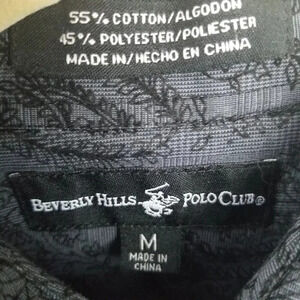 55% COTTON/ALGODON
45% POLYESTER/POLIESTER
MADE IN/HECHO EN CHINA
BEVERLY HILLS POLO CLUB®
M
MADE IN
CHINA